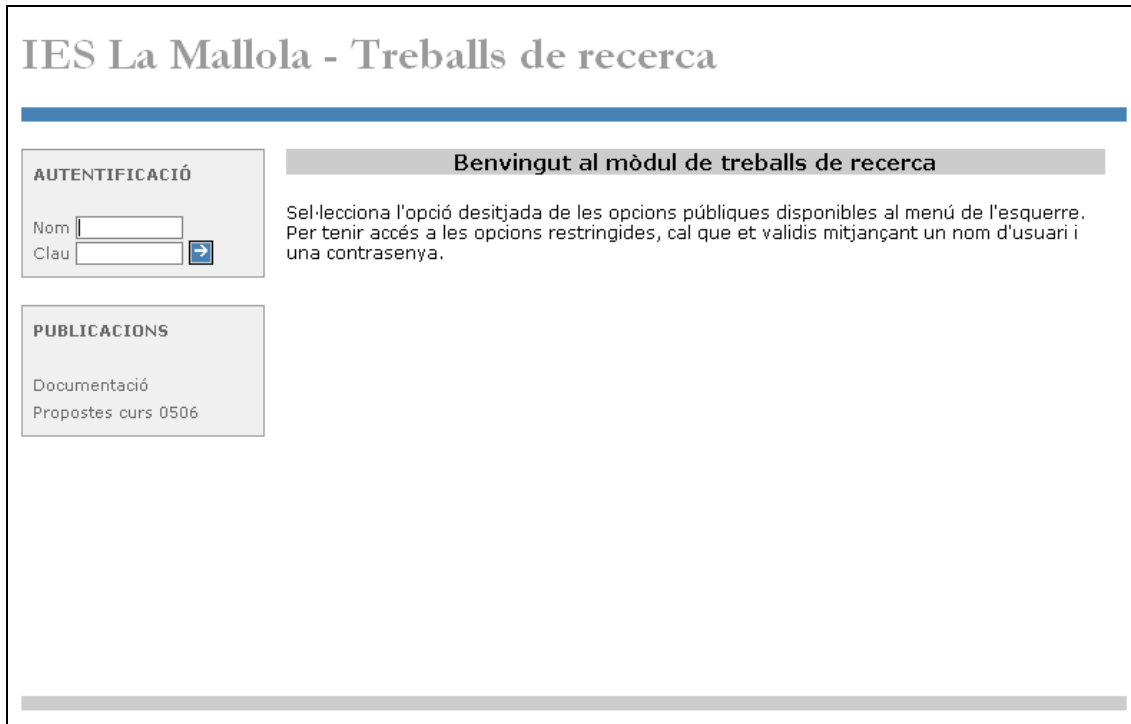 IES La Mallola - Treballs de recerca
AUTENTIFICACIÓ
Nom
Clau
PUBLICACIONS
Documentació
Propostes curs 0506
Benvingut al mòdul de treballs de recerca
Sel·lecciona l'opció desitjada de les opcions públiques disponibles al menú de l'esquerre.
Per tenir accés a les opcions restringides, cal que et validis mitjançant un nom d'usuari i
una contrasenya.